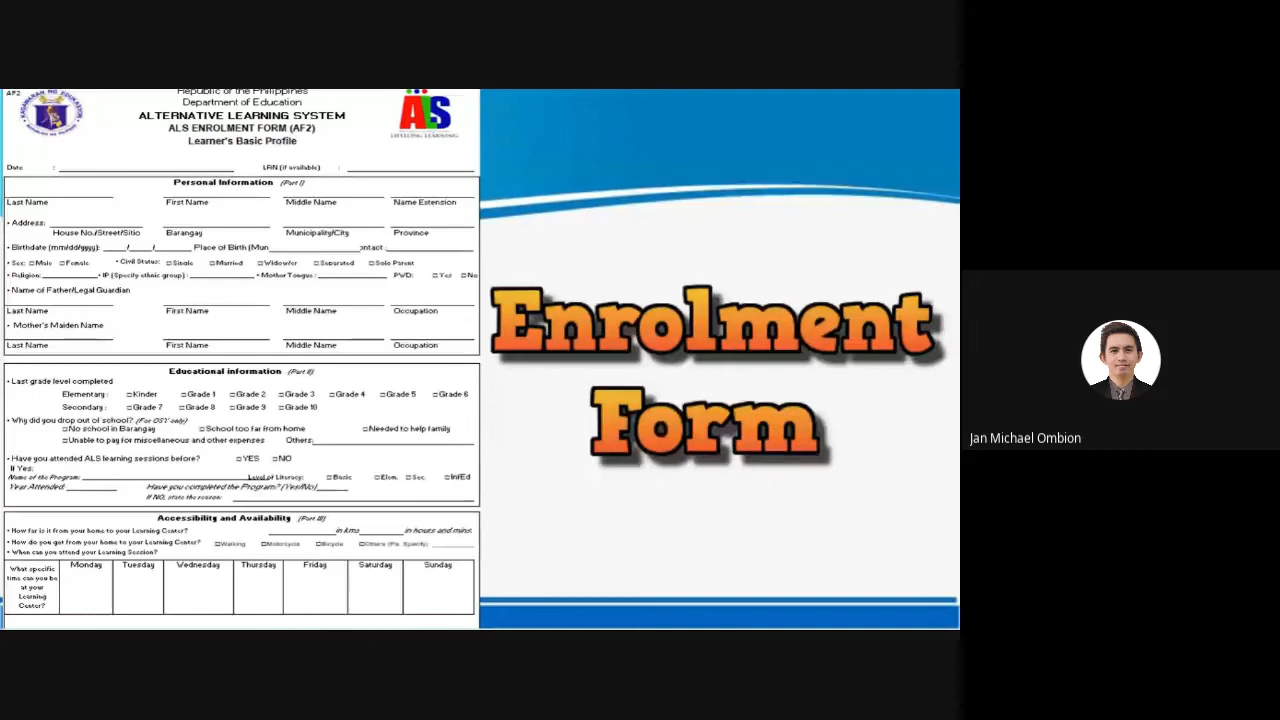 AF2
Republic of the Philippines
Department of Education
ALTERNATIVE LEARNING SYSTEM
ALS ENROLMENT FORM (AF2)
Learner's Basic Profile
ALS
LIFELONG LEARNING
Date : LRN (if available) :
Personal Information (Part I)
Last Name First Name Middle Name Name Extension
• Address:
House No./Street/Sitio Barangay Municipality/City Province
• Birthdate (mm/dd/yyyy): / / Place of Birth (Mun ontact :
• Sex: □Male □Female • Civil Status: □Single □Married □Widow/er □Separated □Solo Parent
• Religion: • IP (Specify ethnic group) : • Mother Tongue : PWD: □Yes □No
• Name of Father/Legal Guardian
Last Name First Name Middle Name Occupation
• Mother's Maiden Name
Last Name First Name Middle Name Occupation
Educational information (Part II)
• Last grade level completed
Elementary : □Kinder □Grade 1 □Grade 2 □Grade 3 □Grade 4 □Grade 5 □Grade 6
Secondary : □Grade 7 □Grade 8 □Grade 9 □Grade 10
• Why did you drop out of school? (For OSY only)
□No school in Barangay □School too far from home □Needed to help family
□Unable to pay for miscellaneous and other expenses Others:
• Have you attended ALS learning sessions before? □YES □NO
If Yes:
Name of the Program: Level of Literacy: □Basic □Elem. □Sec. □InfEd
Year Attended: Have you completed the Program? (Yes/No)
If NO, state the reason:
Accessibility and Availability (Part III)
• How far is it from your home to your Learning Center? in kms in hours and mins.
• How do you get from your home to your Learning Center? □Walking □Motorcycle □Bicycle □Others (Pls. Specify)
• When can you attend your Learning Session?
What specific time can you be at your Learning Center? Monday Tuesday Wednesday Thursday Friday Saturday Sunday
Enrolment
Form
Jan Michael Ombion